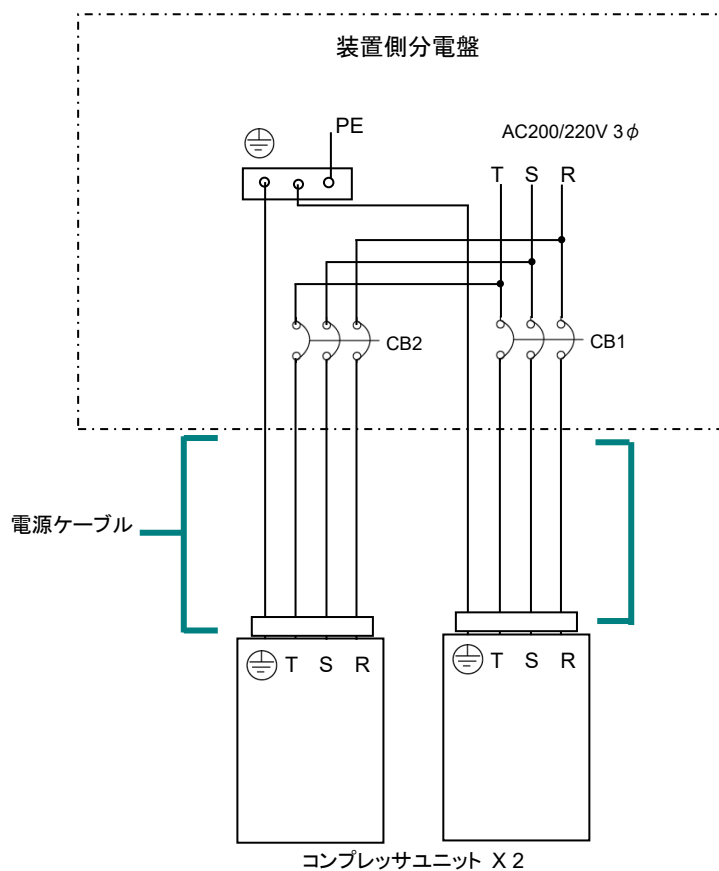 装置側分電盤
PE
AC200/220V 3φ
T S R
CB2
CB1
電源ケーブル
T S R
T S R
コンプレッサユニット X 2